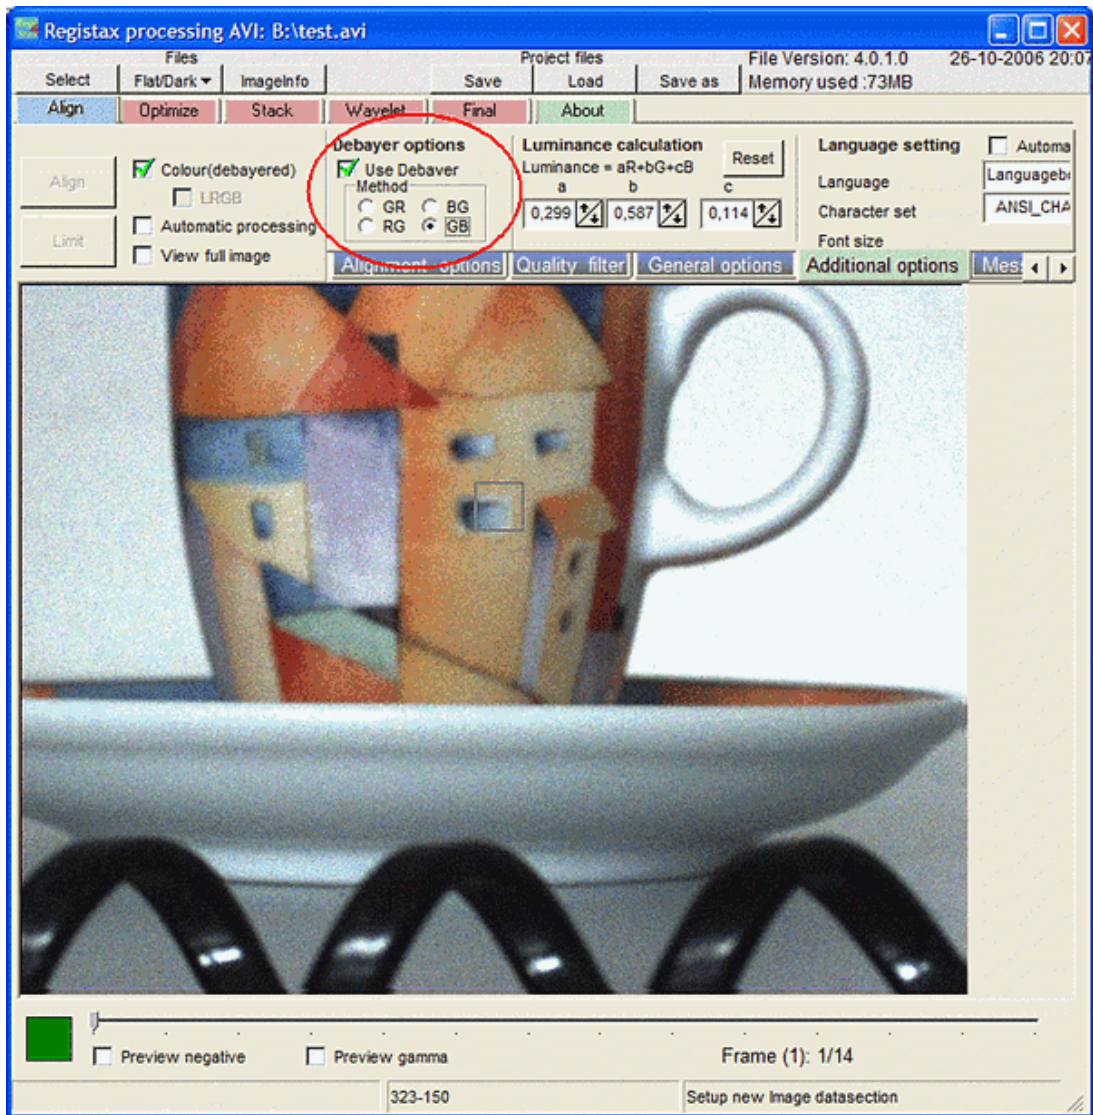 Registax processing AVI: B:\test.avi
Files Project files File Version: 4.0.1.0 26-10-2006 20:07
Select Flat/Dark ImageInfo Save Load Save as Memory used :73MB
Align Optimize Stack Wavelet Final About
Debayer options Luminance calculation Language setting Automa
Align Colour(debayered) Use Debayer Luminance = aR+bG+cB Reset Language Languageb
LRGB Method a b c
GR BG 0,299 0,587 0,114 Character set ANSI_CHA
Limit Automatic processing RG GB Font size
View full image
Alignment options Quality filter General options Additional options Mes
Preview negative Preview gamma Frame (1): 1/14
323-150 Setup new Image datasection